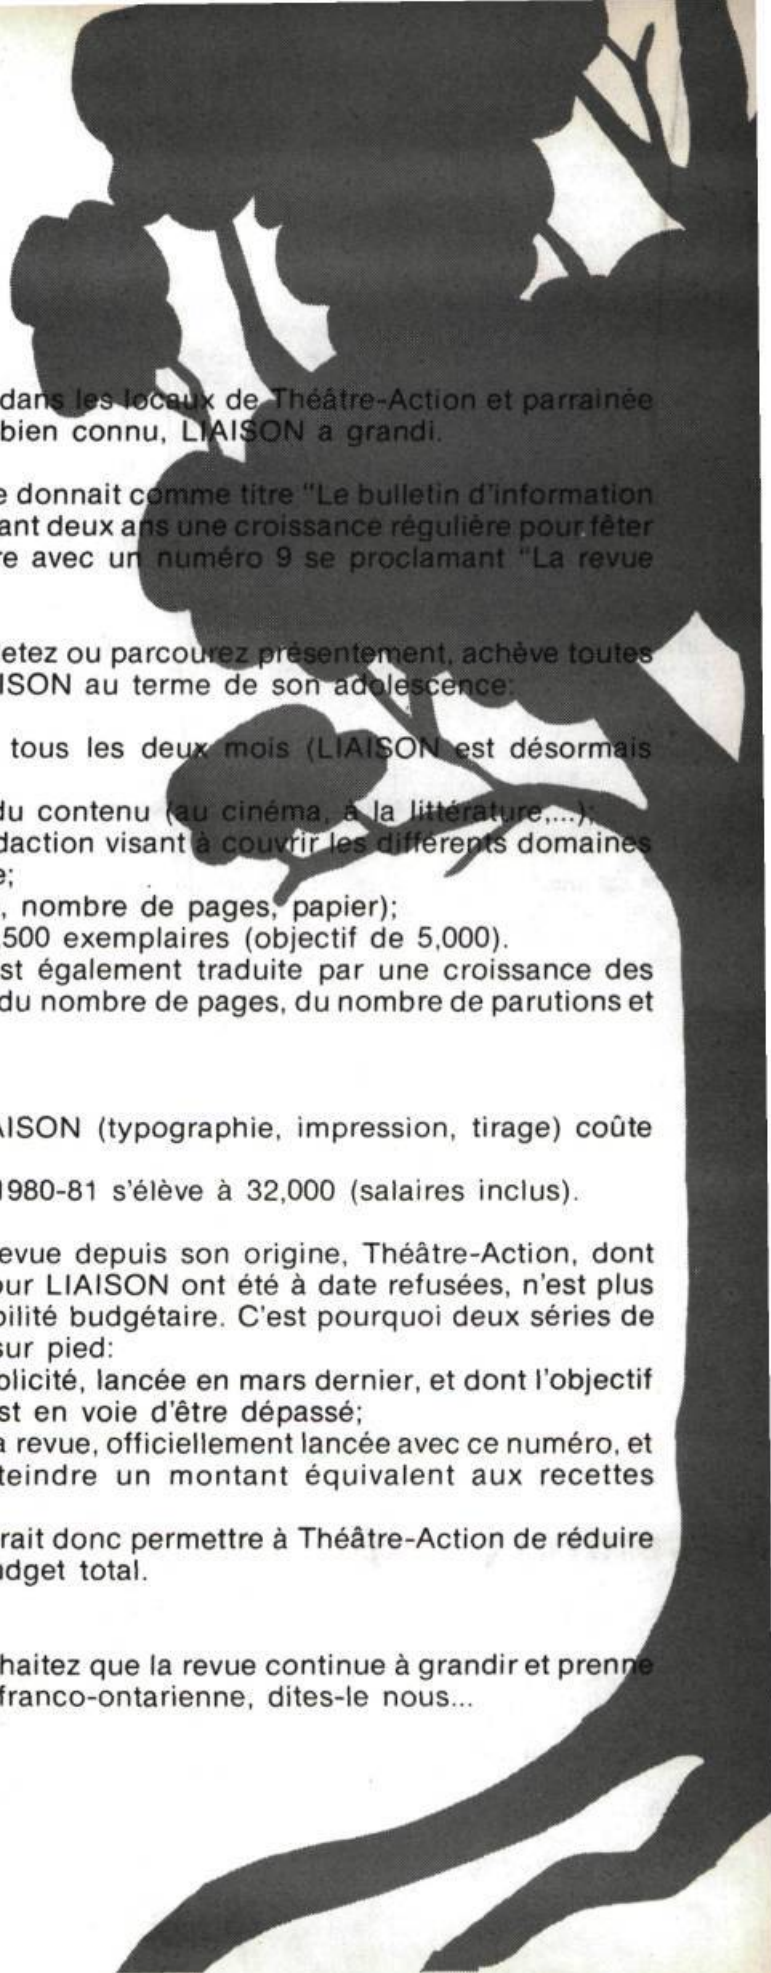 dans les locaux de Théâtre-Action et parrainée
bien connu, LIAISON a grandi.
e donnait comme titre "Le bulletin d'information
ant deux ans une croissance régulière pour fêter
re avec un numéro 9 se proclamant "La revue
etez ou parcourez présentement, achève toutes
ISON au terme de son adolescence:
tous les deux mois (LIAISON est désormais
du contenu (au cinéma, à la littérature,...);
daction visant à couvrir les différents domaines
e;
, nombre de pages, papier);
500 exemplaires (objectif de 5,000).
st également traduite par une croissance des
du nombre de pages, du nombre de parutions et
AISON (typographie, impression, tirage) coûte
1980-81 s'élève à 32,000 (salaires inclus).
evue depuis son origine, Théâtre-Action, dont
our LIAISON ont été à date refusées, n'est plus
bilité budgétaire. C'est pourquoi deux séries de
sur pied:
blicité, lancée en mars dernier, et dont l'objectif
st en voie d'être dépassé;
a revue, officiellement lancée avec ce numéro, et
teindre un montant équivalent aux recettes
rait donc permettre à Théâtre-Action de réduire
udget total.
haitez que la revue continue à grandir et prenne
franco-ontarienne, dites-le nous...